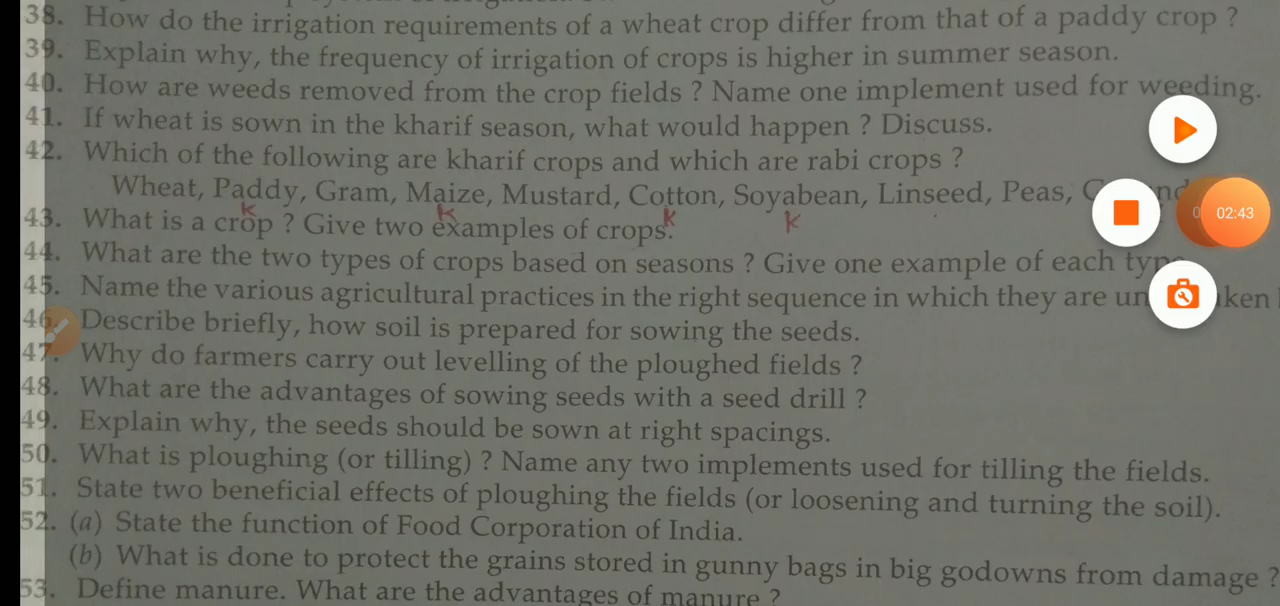 38. How do the irrigation requirements of a wheat crop differ from that of a paddy crop ?
39. Explain why, the frequency of irrigation of crops is higher in summer season.
40. How are weeds removed from the crop fields ? Name one implement used for weeding.
41. If wheat is sown in the kharif season, what would happen ? Discuss.
42. Which of the following are kharif crops and which are rabi crops ?
Wheat, Paddy, Gram, Maize, Mustard, Cotton, Soyabean, Linseed, Peas,
K K K K
02:43
43. What is a crop ? Give two examples of crops.
44. What are the two types of crops based on seasons ? Give one example of each
45. Name the various agricultural practices in the right sequence in which they are
46. Describe briefly, how soil is prepared for sowing the seeds.
47. Why do farmers carry out levelling of the ploughed fields ?
48. What are the advantages of sowing seeds with a seed drill ?
49. Explain why, the seeds should be sown at right spacings.
50. What is ploughing (or tilling) ? Name any two implements used for tilling the fields.
51. State two beneficial effects of ploughing the fields (or loosening and turning the soil).
52. (a) State the function of Food Corporation of India.
(b) What is done to protect the grains stored in gunny bags in big godowns from damage ?
53. Define manure. What are the advantages of manure ?